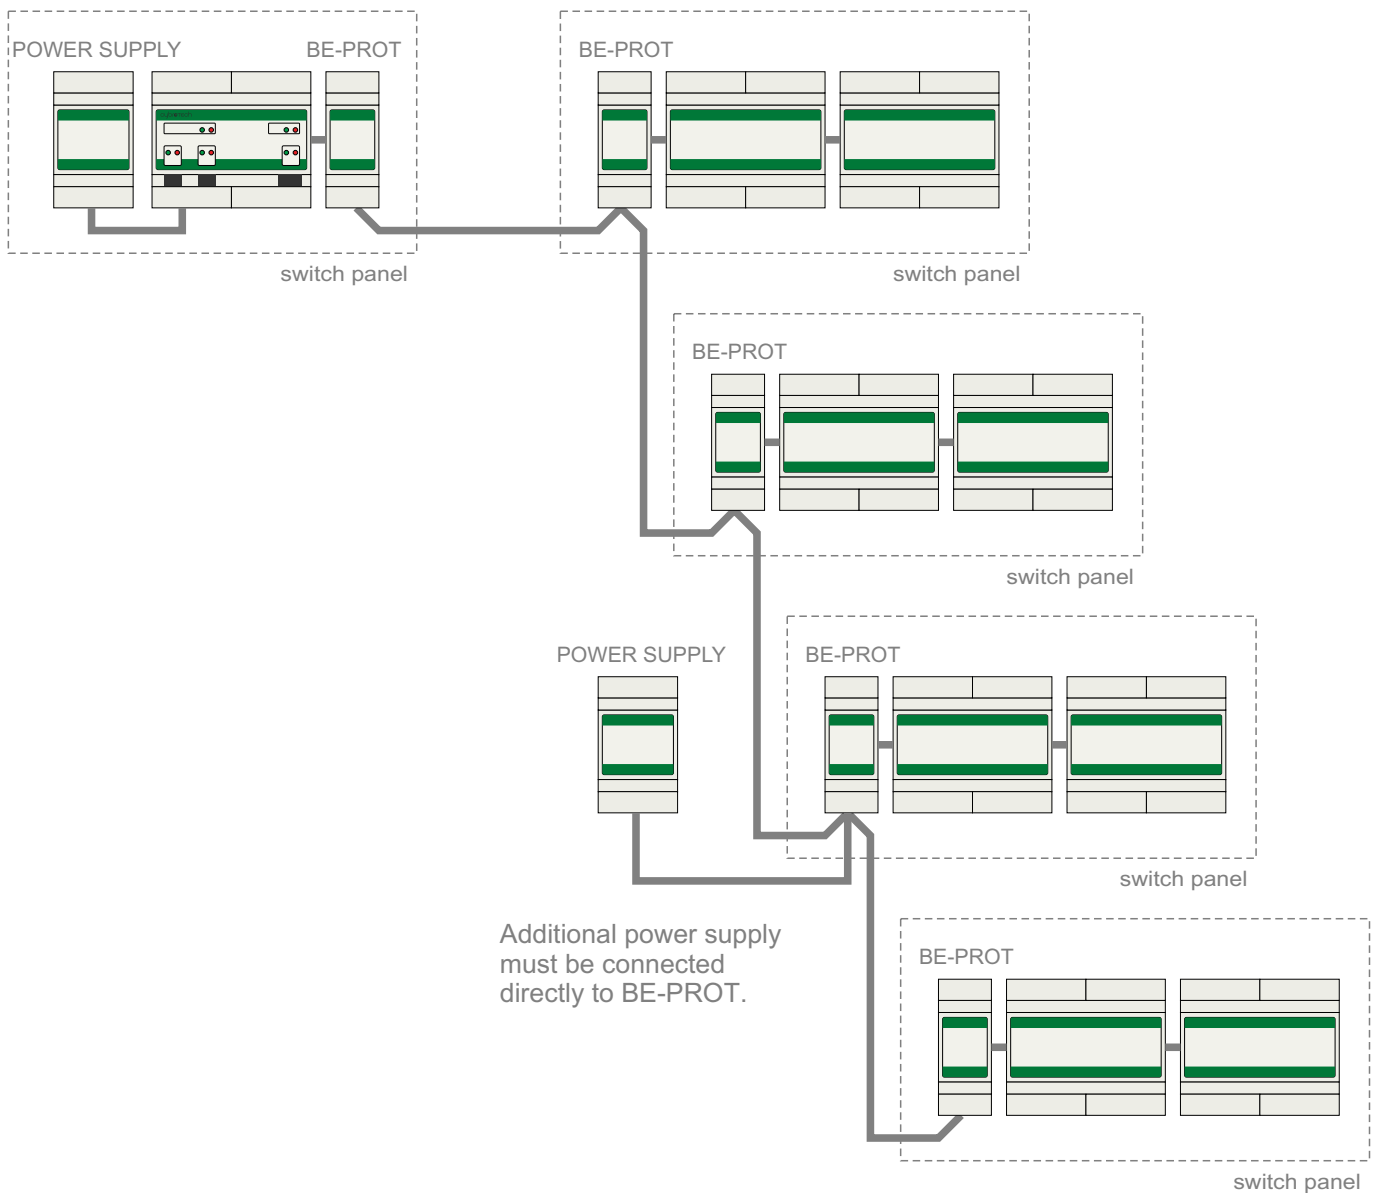 POWER SUPPLY
BE-PROT
BE-PROT
switch panel
switch panel
BE-PROT
switch panel
POWER SUPPLY
BE-PROT
switch panel
Additional power supply
must be connected
directly to BE-PROT.
BE-PROT
switch panel